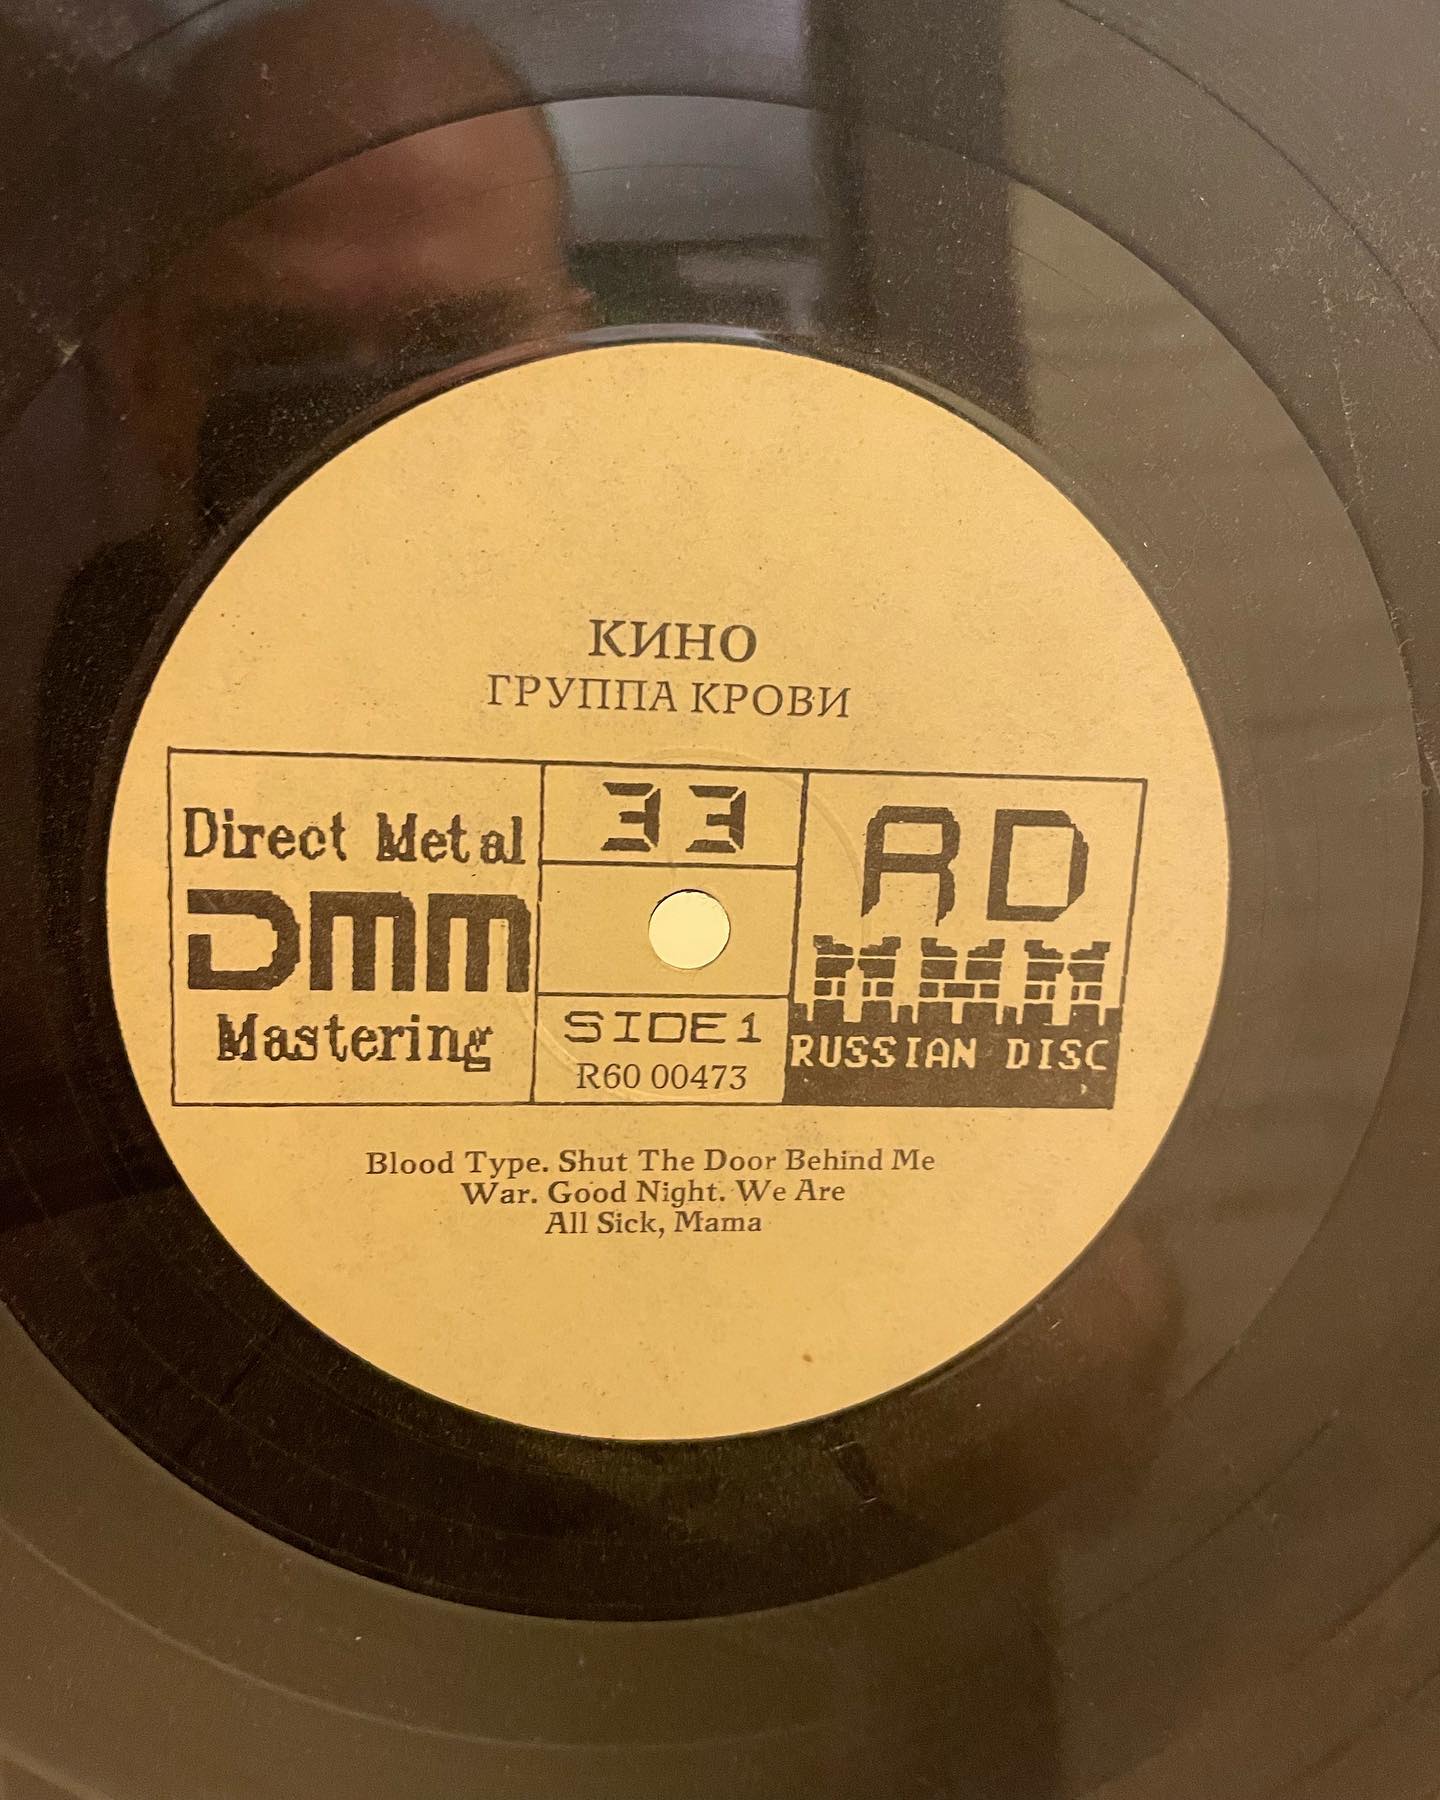 КИНО
ГРУППА КРОВИ
Direct Metal
DMM
Mastering
33
SIDE 1
R60 00473
RD
RUSSIAN DISC
Blood Type. Shut The Door Behind Me
War. Good Night. We Are
All Sick, Mama